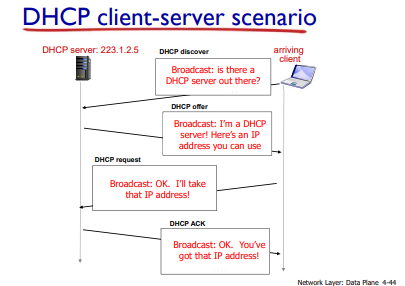 DHCP client-server scenario
DHCP server: 223.1.2.5
DHCP discover
arriving
client
Broadcast: is there a
DHCP server out there?
DHCP offer
Broadcast: I'm a DHCP
server! Here's an IP
address you can use
DHCP request
Broadcast: OK. I'll take
that IP address!
DHCP ACK
Broadcast: OK. You've
got that IP address!
Network Layer: Data Plane 4-44